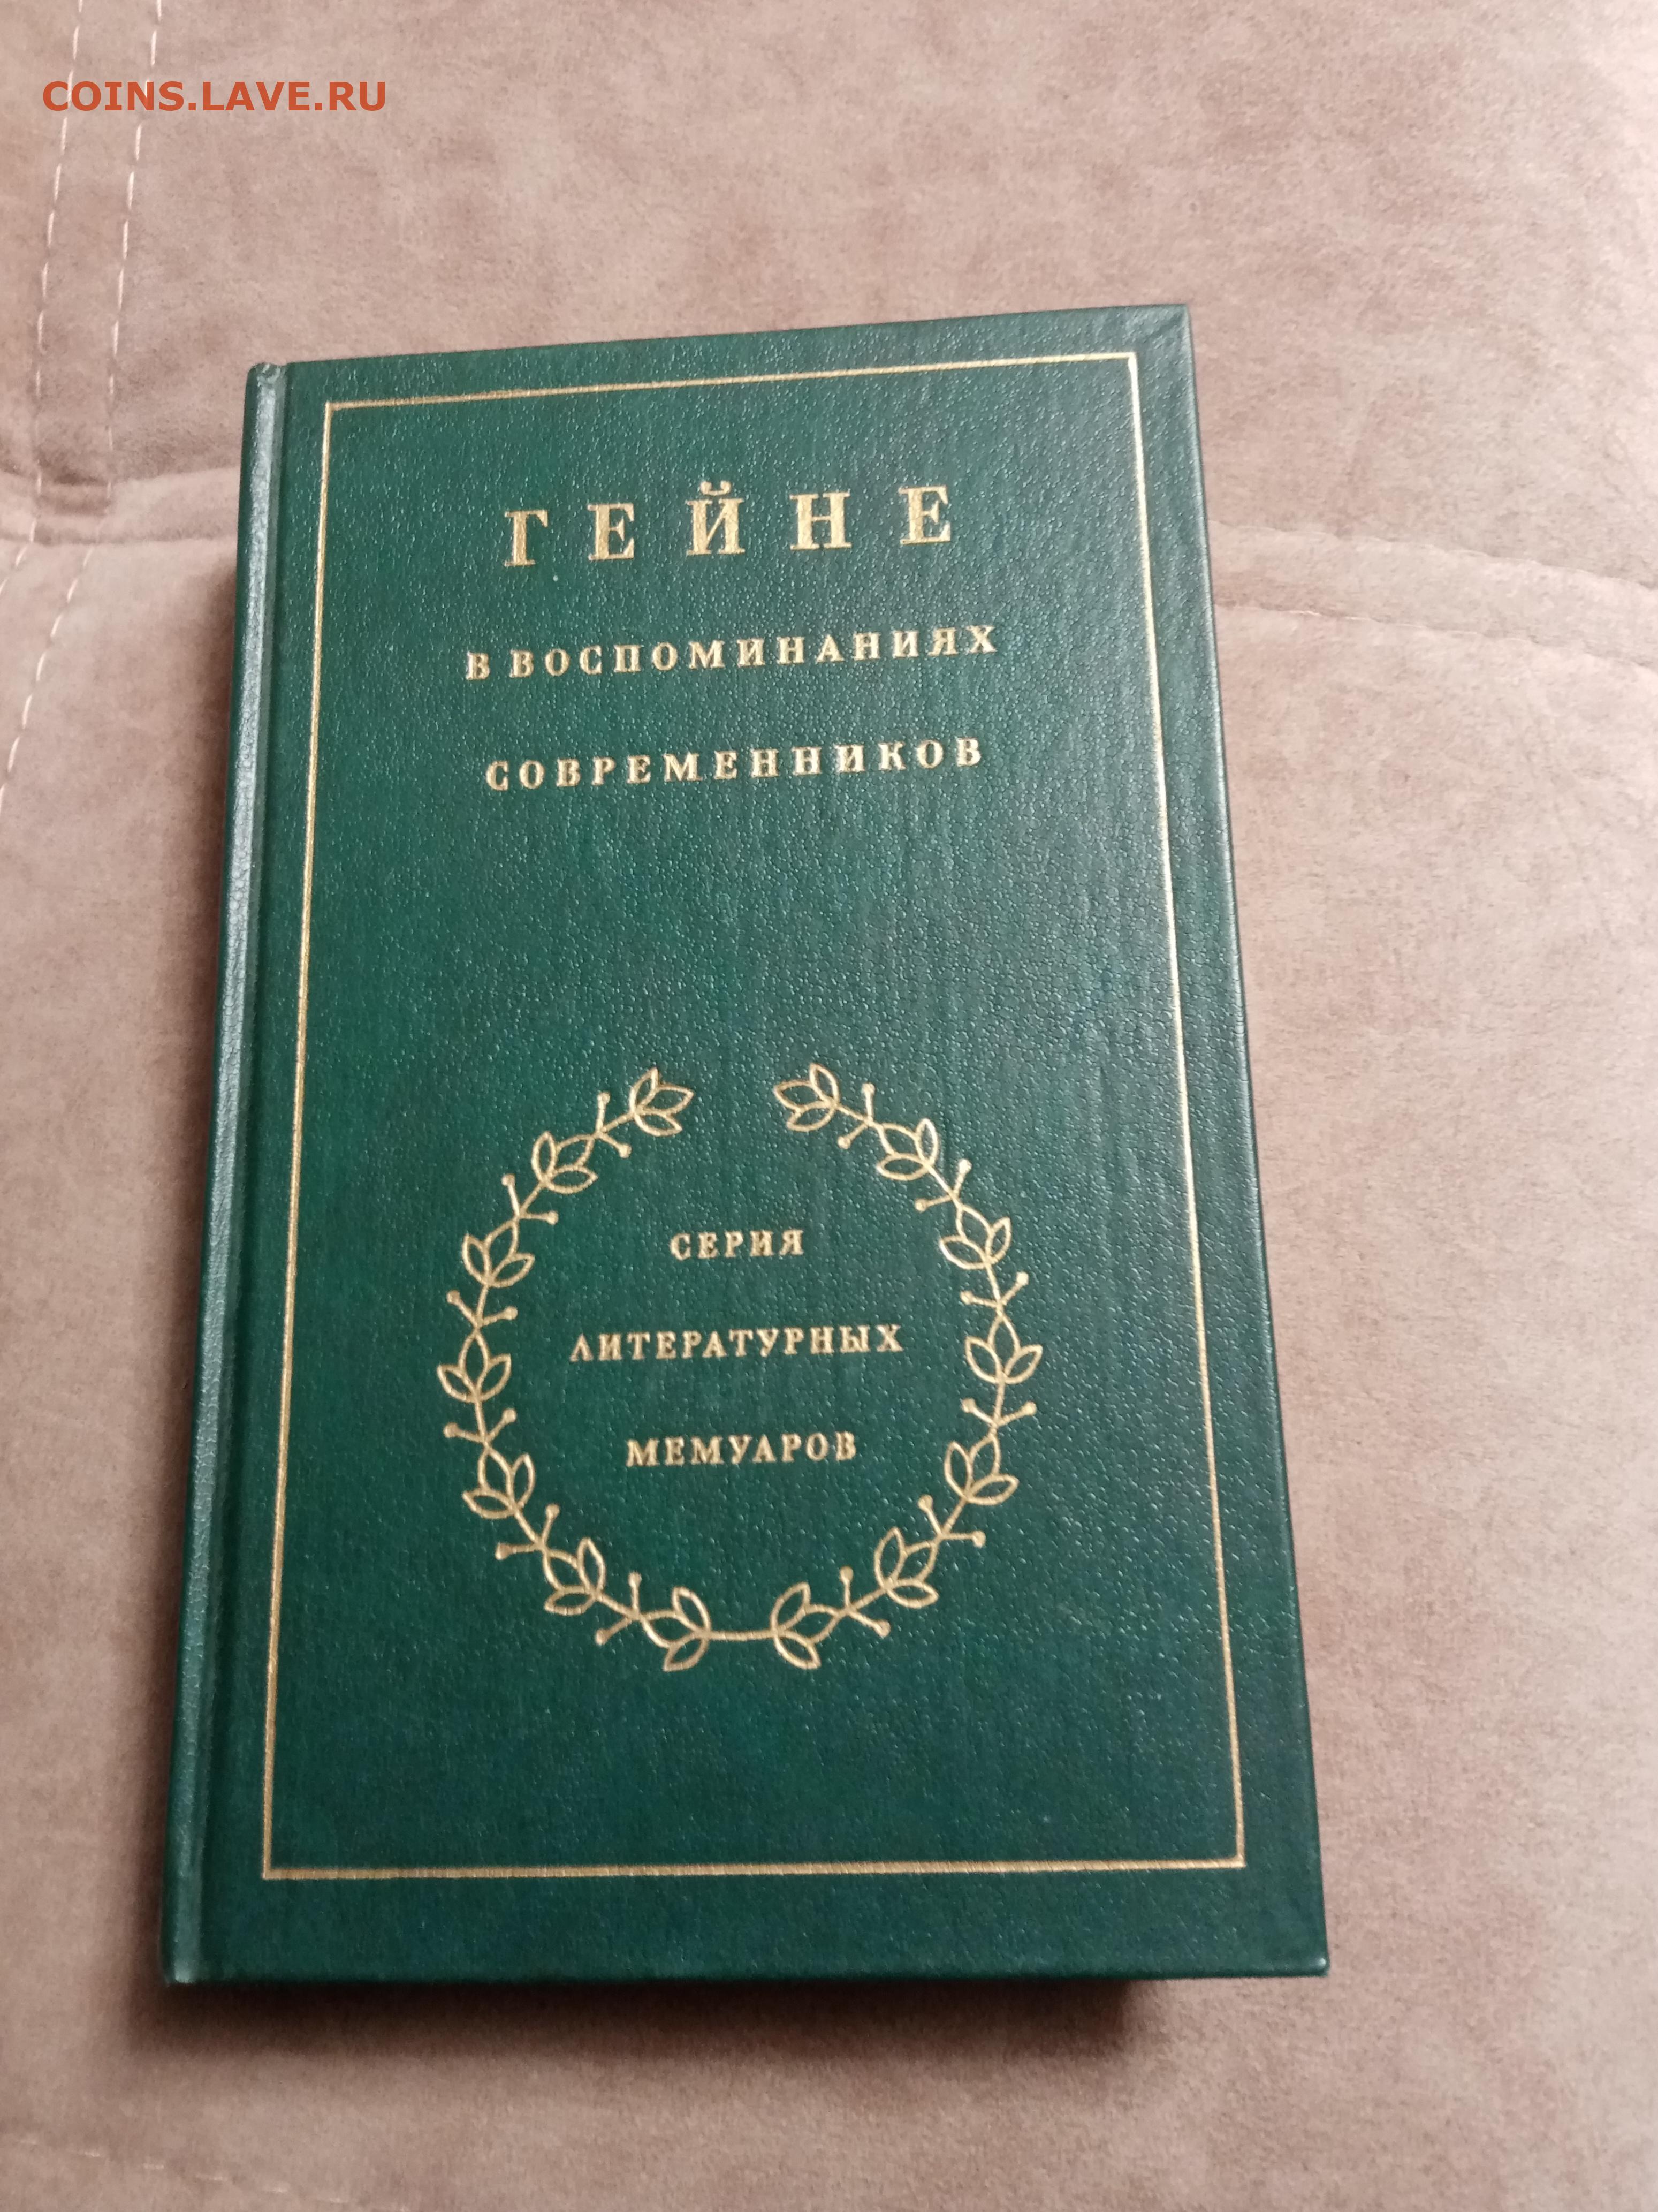 COINS.LAVE.RU
ГЕЙНЕ
В ВОСПОМИНАНИЯХ
СОВРЕМЕННИКОВ
СЕРИЯ
ЛИТЕРАТУРНЫХ
МЕМУАРОВ